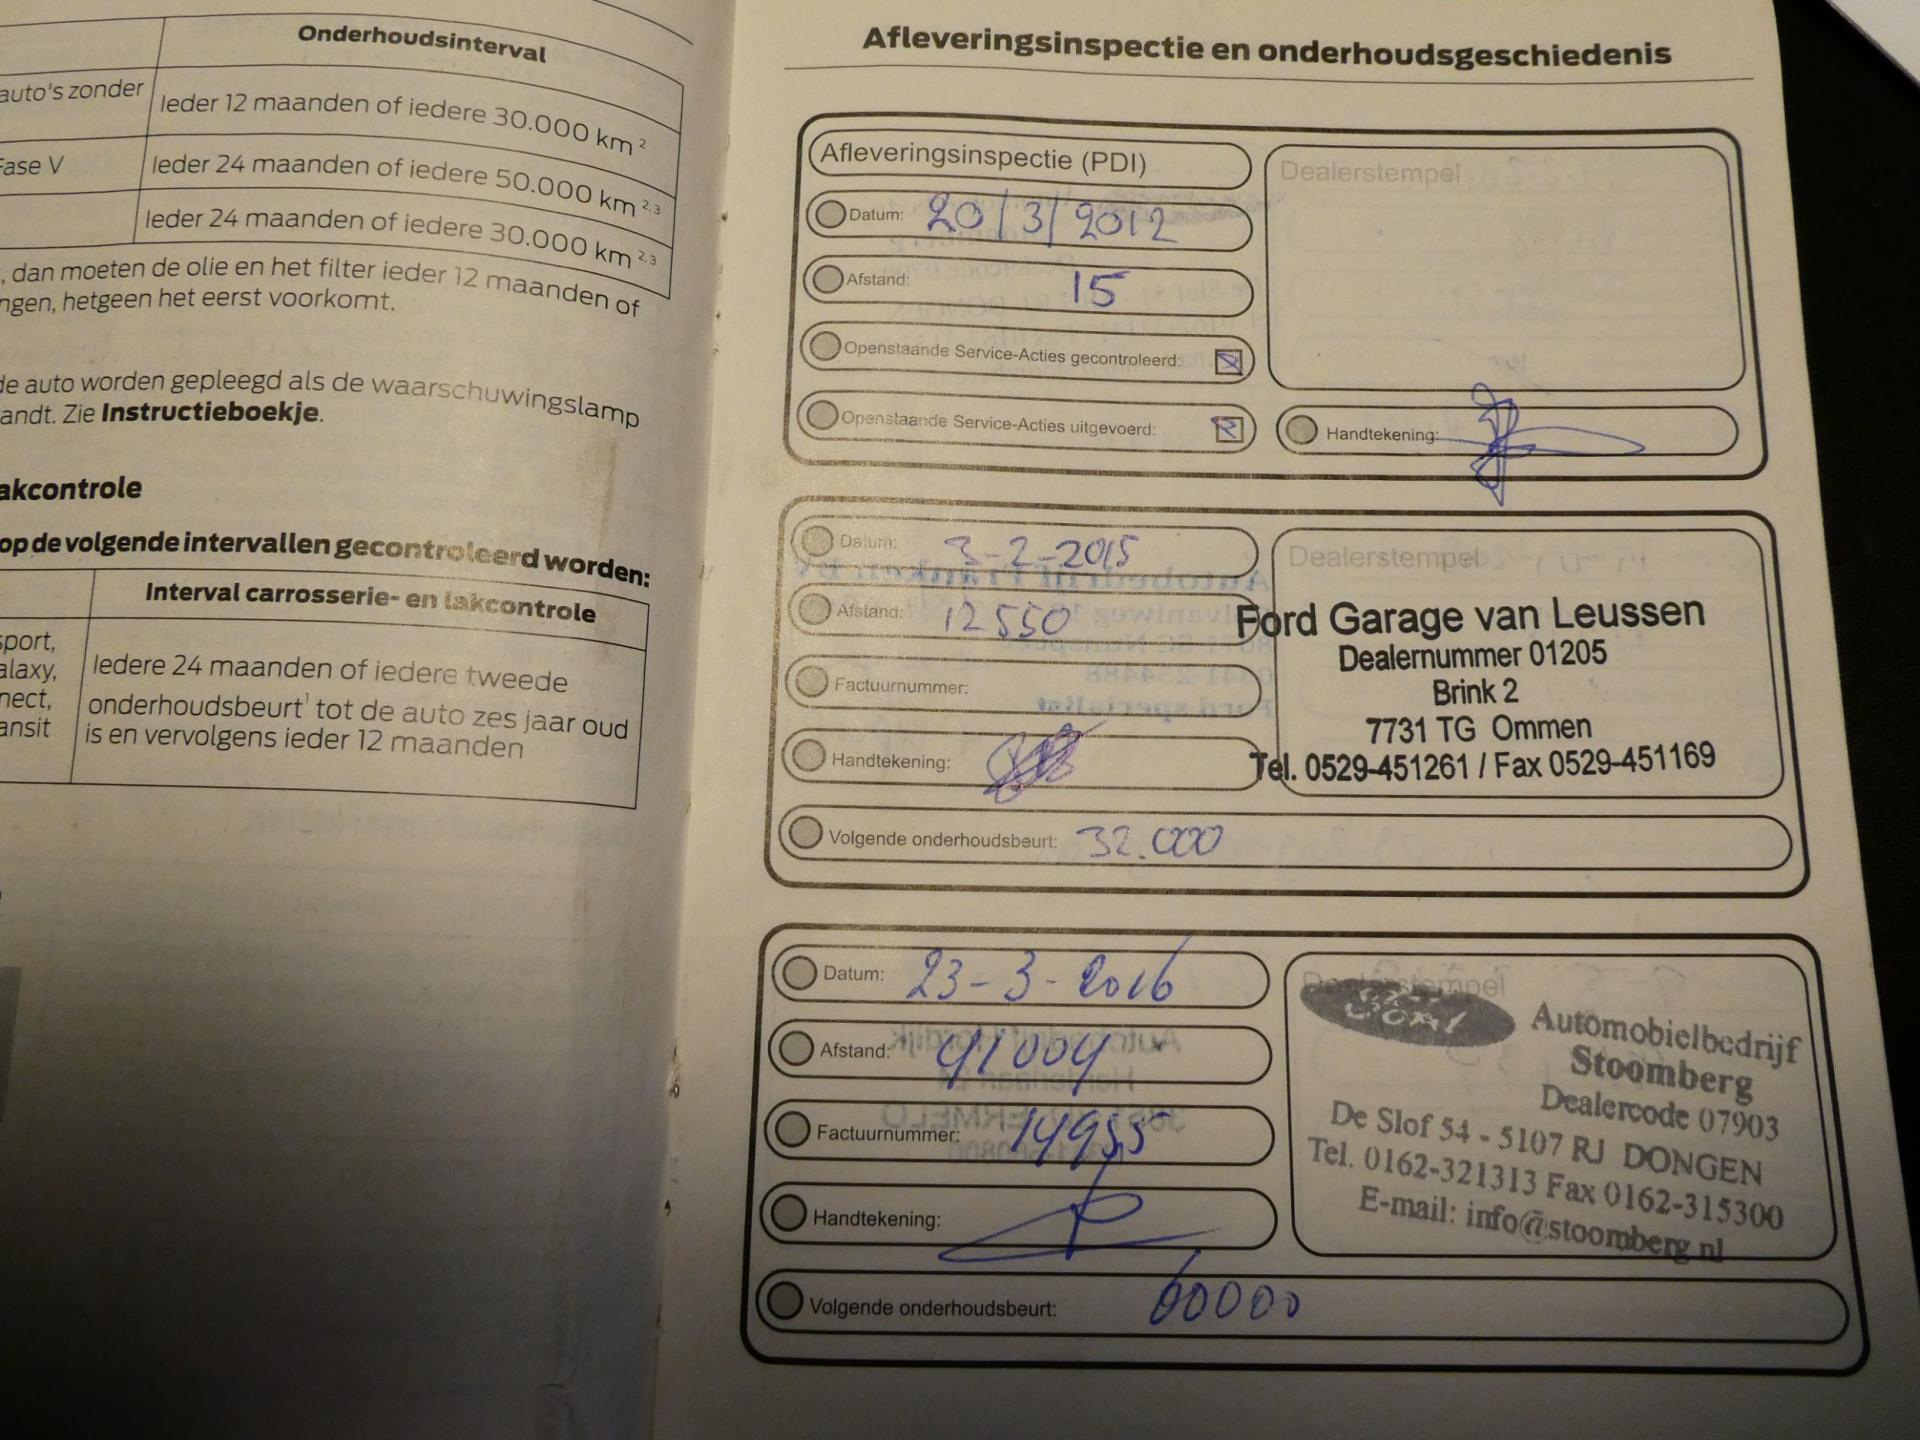 Onderhoudsinterval
auto's zonder
Ieder 12 maanden of iedere 30.000 km 2
Fase V
Ieder 24 maanden of iedere 50.000 km 2,3
Ieder 24 maanden of iedere 30.000 km 2,3
, dan moeten de olie en het filter ieder 12 maanden of
ngen, hetgeen het eerst voorkomt.
de auto worden gepleegd als de waarschuwingslamp
andt. Zie Instructieboekje.
akcontrole
op de volgende intervallen gecontroleerd worden:
Interval carrosserie- en lakcontrole
sport,
alaxy,
nect,
ansit
Iedere 24 maanden of iedere tweede
onderhoudsbeurt1 tot de auto zes jaar oud
is en vervolgens ieder 12 maanden
Afleveringsinspectie en onderhoudsgeschiedenis
Afleveringsinspectie (PDI)
Datum: 20/3/2012
Afstand: 15
Openstaande Service-Acties gecontroleerd:
Openstaande Service-Acties uitgevoerd:
Dealerstempel
Handtekening:
Datum: 3-2-2015
Afstand: 12550
Factuurnummer:
Handtekening:
Volgende onderhoudsbeurt: 32.000
Dealerstempel
Ford Garage van Leussen
Dealernummer 01205
Brink 2
7731 TG Ommen
Tel. 0529-451261 / Fax 0529-451169
Datum: 23-3-2016
Afstand: 41004
Factuurnummer: 14955
Handtekening:
Volgende onderhoudsbeurt: 60000
Dealerstempel
Ford
Automobielbedrijf
Stoomberg
Dealercode 07903
De Slof 54 - 5107 RJ DONGEN
Tel. 0162-321313 Fax 0162-315300
E-mail: info@stoomberg.nl